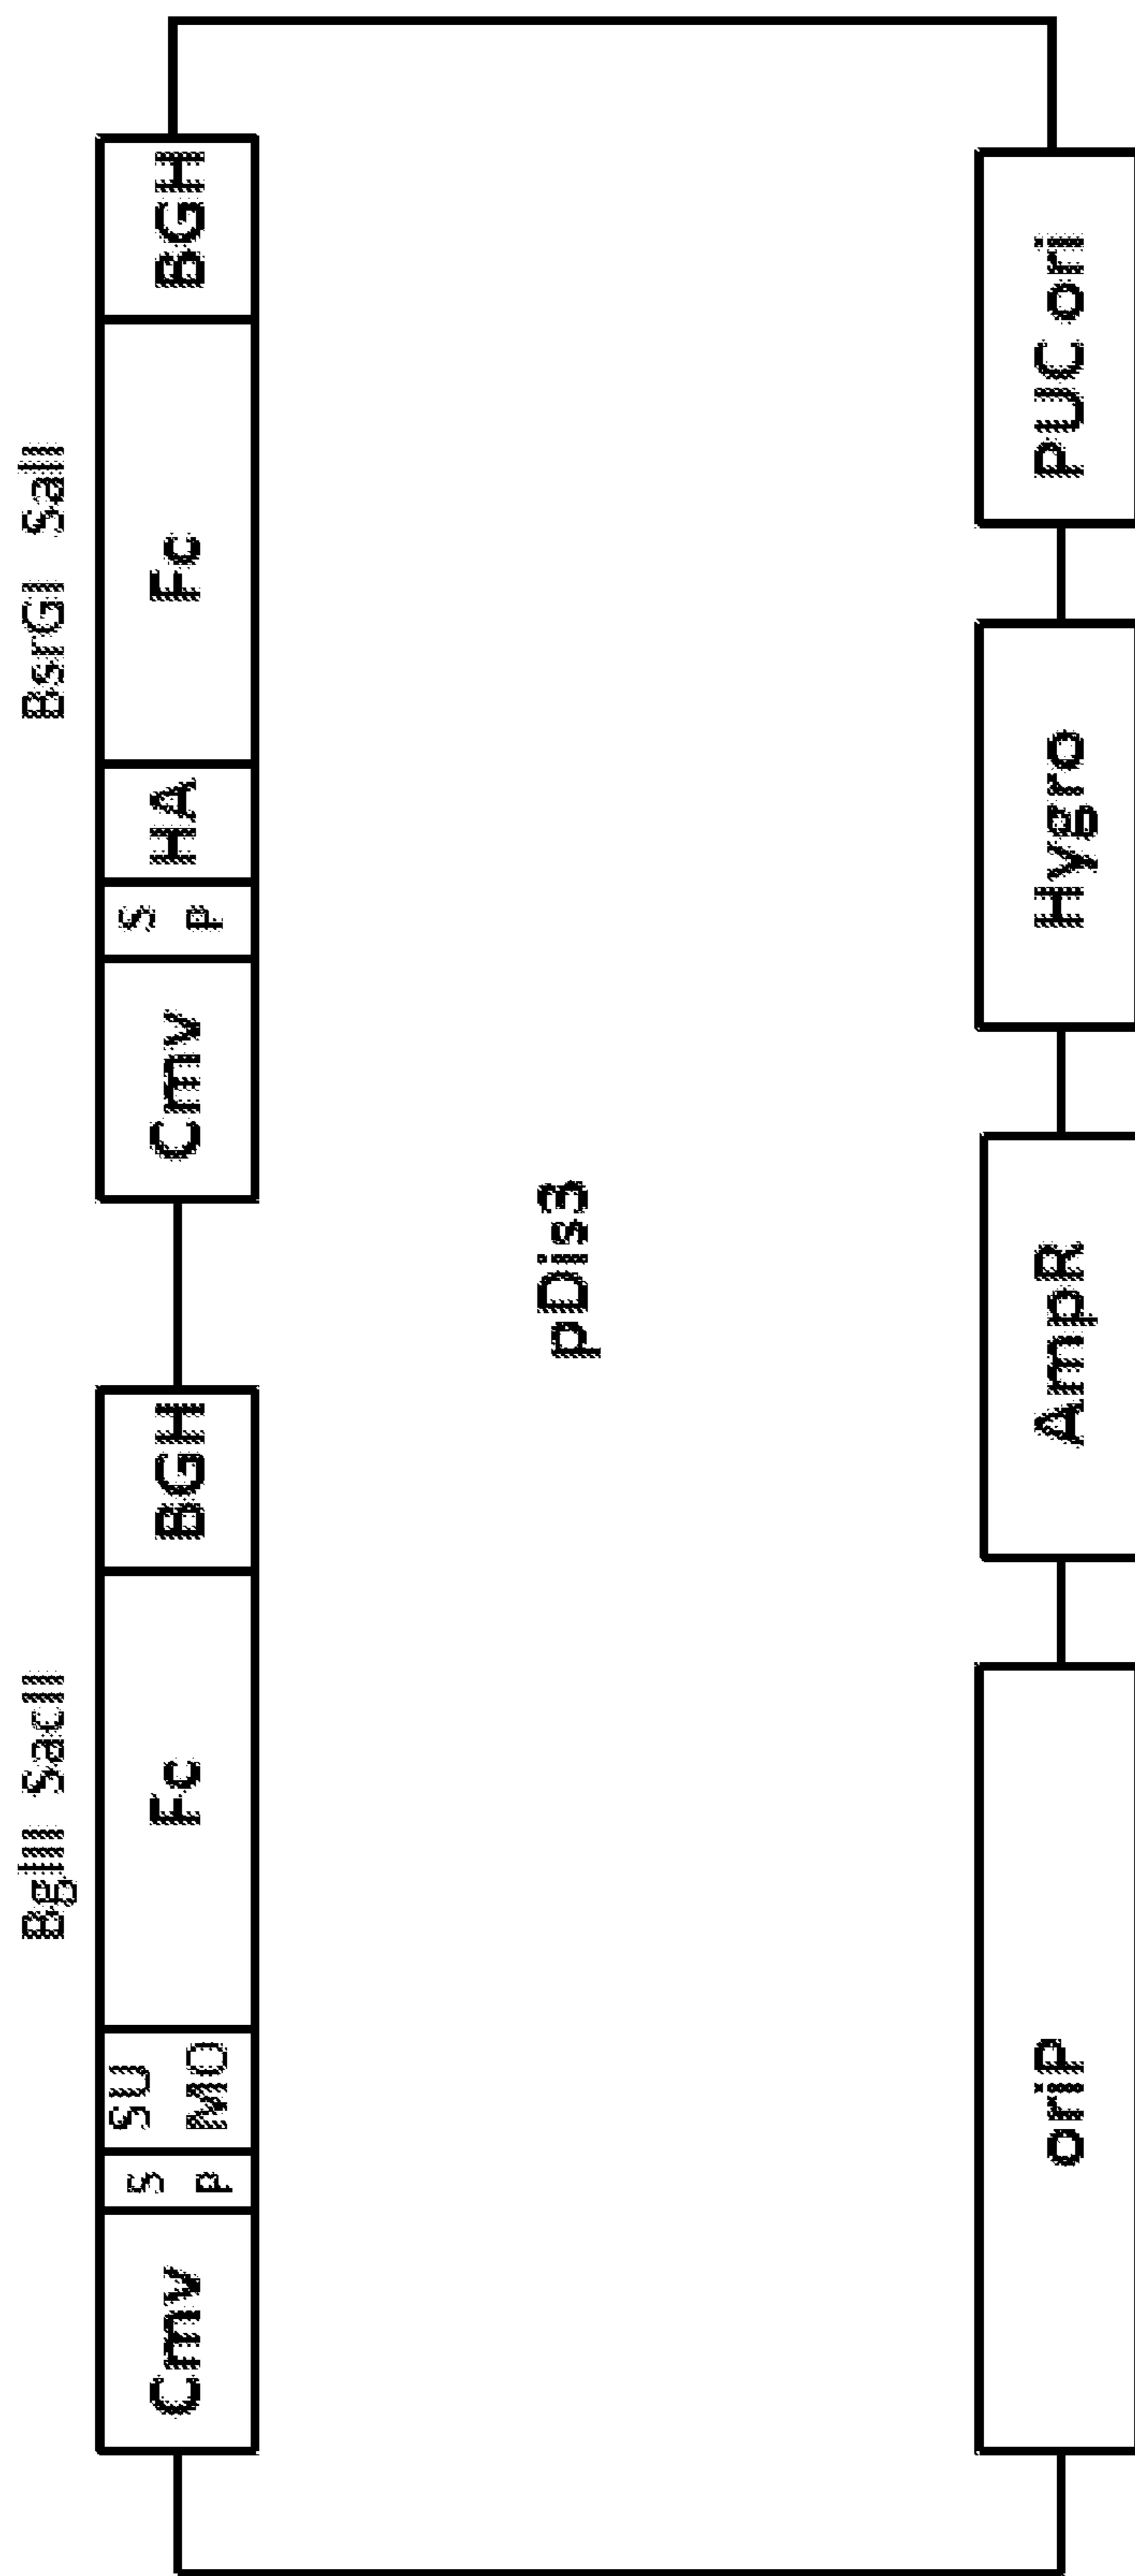 BglII SacII
BsrGI SalI
Cmv
S
P
SU
MO
Fc
BGH
Cmv
S
P
HA
Fc
BGH
pDis3
oriP
AmpR
Hygro
PUC ori